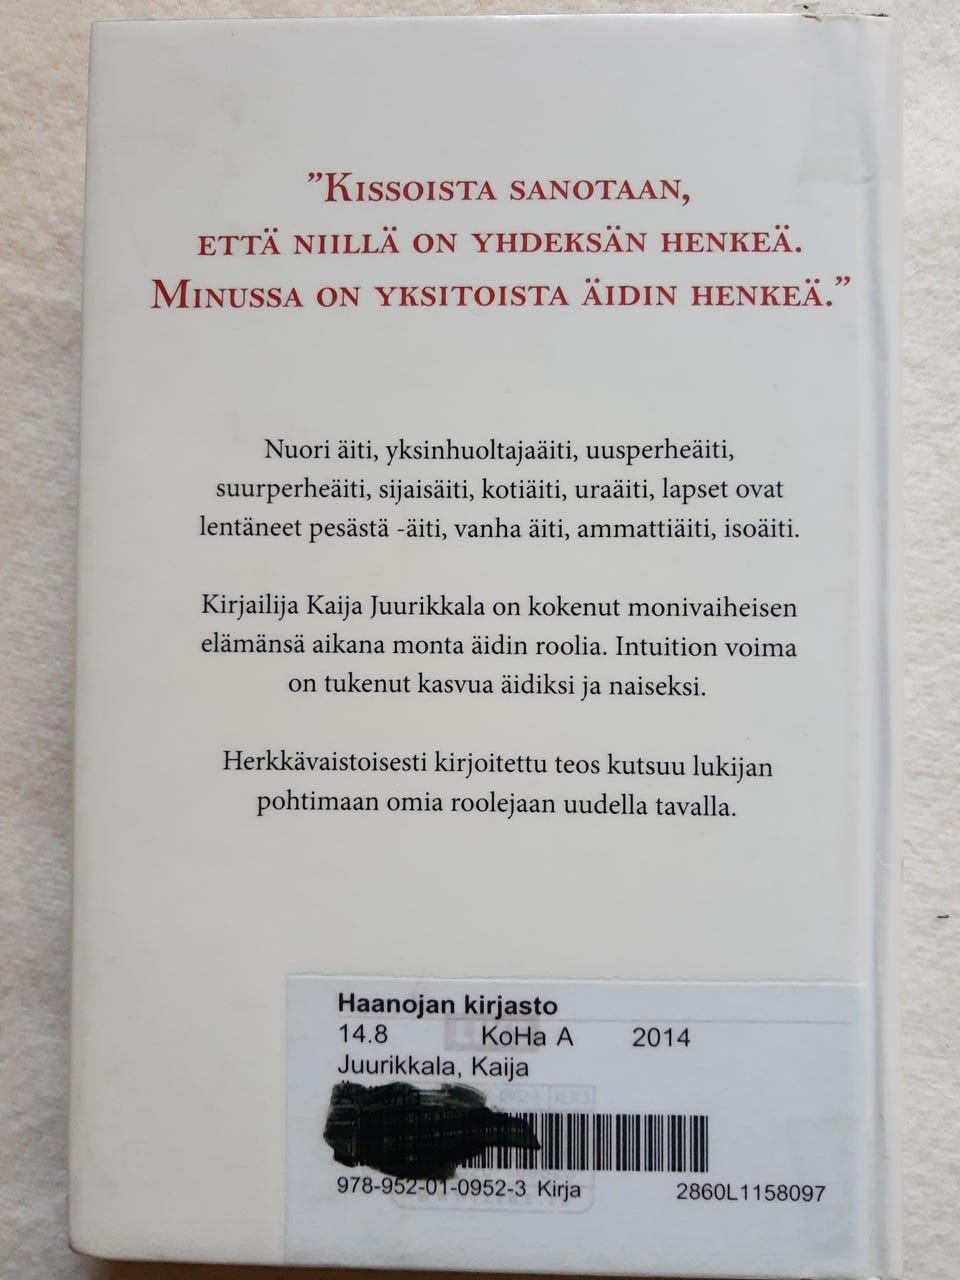 ”Kissoista sanotaan,
että niillä on yhdeksän henkeä.
Minussa on yksitoista äidin henkeä.”
Nuori äiti, yksinhuoltajaäiti, uusperheäiti,
suurperheäiti, sijaisäiti, kotiäiti, uraäiti, lapset ovat
lentäneet pesästä -äiti, vanha äiti, ammattiäiti, isoäiti.
Kirjailija Kaija Juurikkala on kokenut monivaiheisen
elämänsä aikana monta äidin roolia. Intuition voima
on tukenut kasvua äidiksi ja naiseksi.
Herkkävaistoisesti kirjoitettu teos kutsuu lukijan
pohtimaan omia roolejaan uudella tavalla.
Haanojan kirjasto
14.8 KoHa A 2014
Juurikkala, Kaija
978-952-01-0952-3 Kirja 2860L1158097